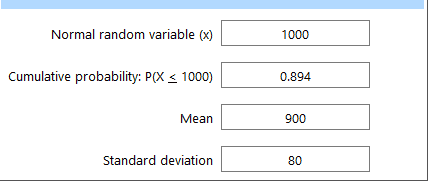 Normal random variable (x) 1000
Cumulative probability: P(X ≤ 1000) 0.894
Mean 900
Standard deviation 80